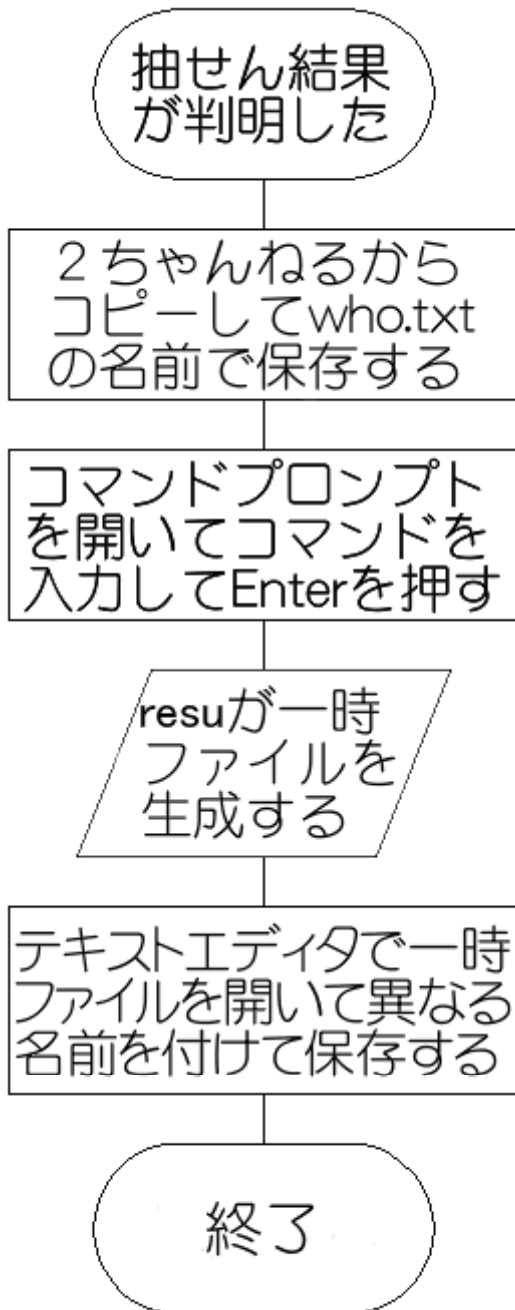 抽せん結果
が判明した
２ちゃんねるから
コピーしてwho.txt
の名前で保存する
コマンドプロンプト
を開いてコマンドを
入力してEnterを押す
resuが一時
ファイルを
生成する
テキストエディタで一時
ファイルを開いて異なる
名前を付けて保存する
終了